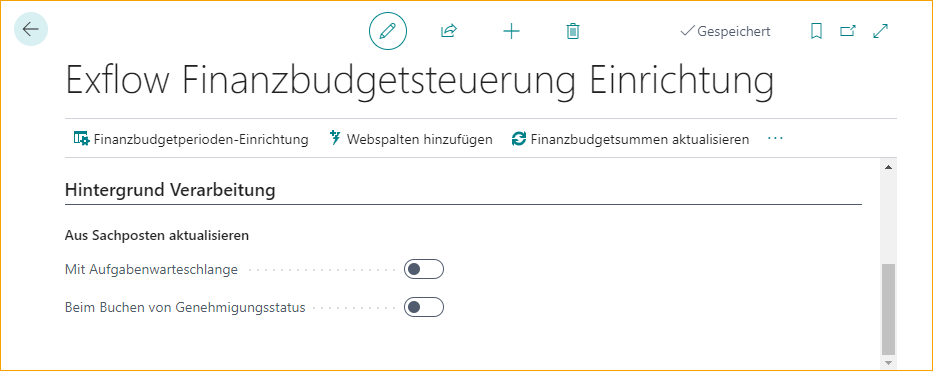 Gespeichert
Exflow Finanzbudgetsteuerung Einrichtung
Finanzbudgetperioden-Einrichtung Webspalten hinzufügen Finanzbudgetsummen aktualisieren ...
Hintergrund Verarbeitung
Aus Sachposten aktualisieren
Mit Aufgabenwarteschlange
Beim Buchen von Genehmigungsstatus